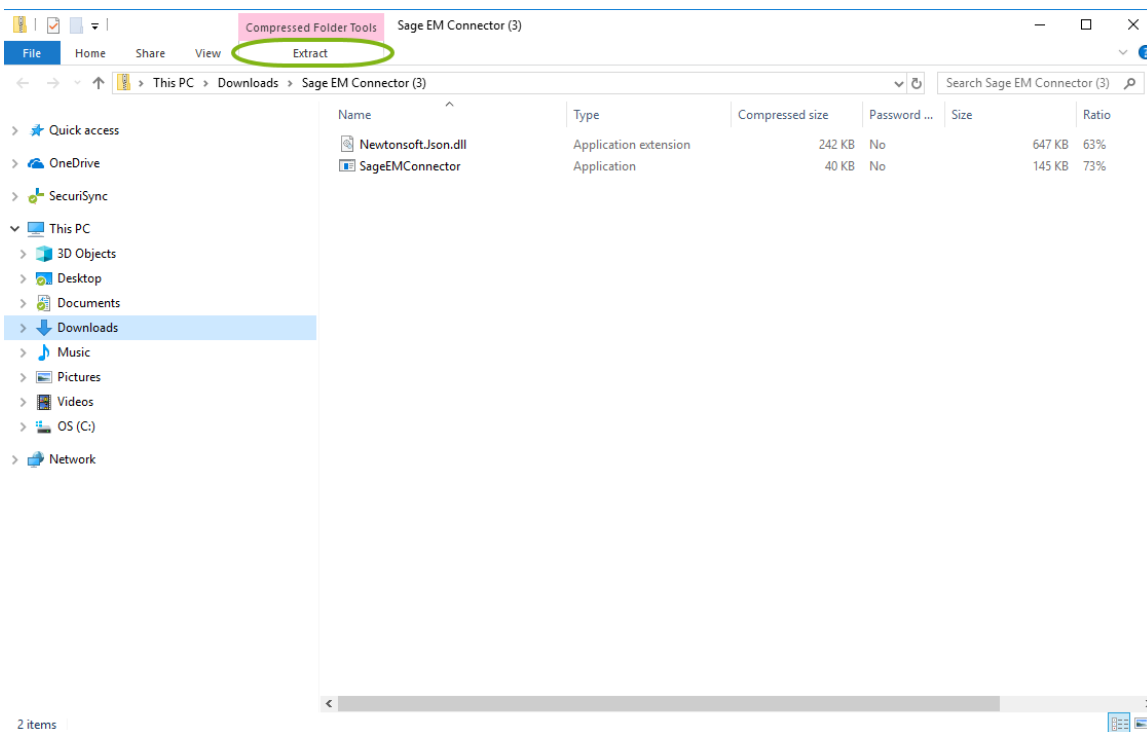 Compressed Folder Tools Sage EM Connector (3)
File Home Share View Extract
This PC > Downloads > Sage EM Connector (3) Search Sage EM Connector (3)
Name Type Compressed size Password ... Size Ratio
Quick access
Newtonsoft.Json.dll Application extension 242 KB No 647 KB 63%
OneDrive
SageEMConnector Application 40 KB No 145 KB 73%
SecuriSync
This PC
3D Objects
Desktop
Documents
Downloads
Music
Pictures
Videos
OS (C:)
Network
2 items